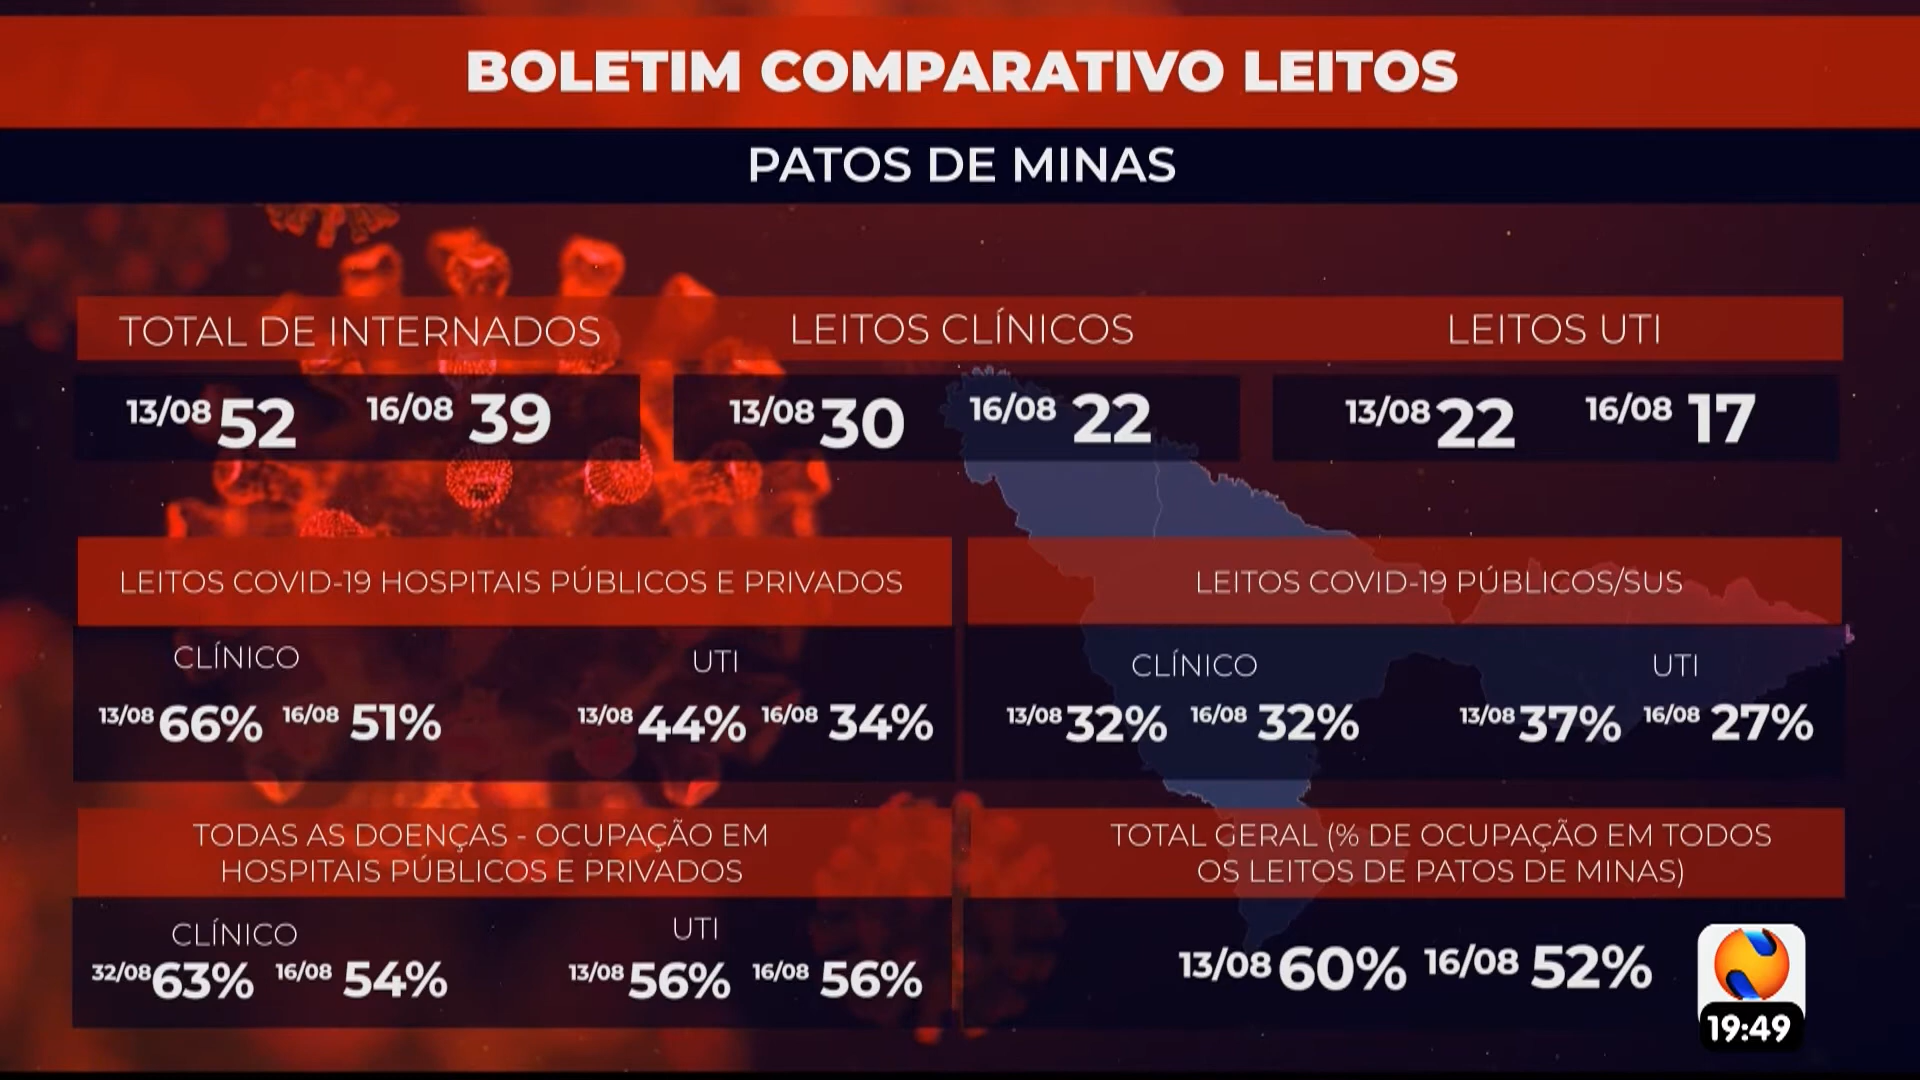 BOLETIM COMPARATIVO LEITOS
PATOS DE MINAS
TOTAL DE INTERNADOS
13/08 52 16/08 39
LEITOS CLÍNICOS
13/08 30 16/08 22
LEITOS UTI
13/08 22 16/08 17
LEITOS COVID-19 HOSPITAIS PÚBLICOS E PRIVADOS
CLÍNICO
13/08 66% 16/08 51%
UTI
13/08 44% 16/08 34%
LEITOS COVID-19 PÚBLICOS/SUS
CLÍNICO
13/08 32% 16/08 32%
UTI
13/08 37% 16/08 27%
TODAS AS DOENÇAS - OCUPAÇÃO EM
HOSPITAIS PÚBLICOS E PRIVADOS
CLÍNICO
32/08 63% 16/08 54%
UTI
13/08 56% 16/08 56%
TOTAL GERAL (% DE OCUPAÇÃO EM TODOS
OS LEITOS DE PATOS DE MINAS)
13/08 60% 16/08 52%
19:49